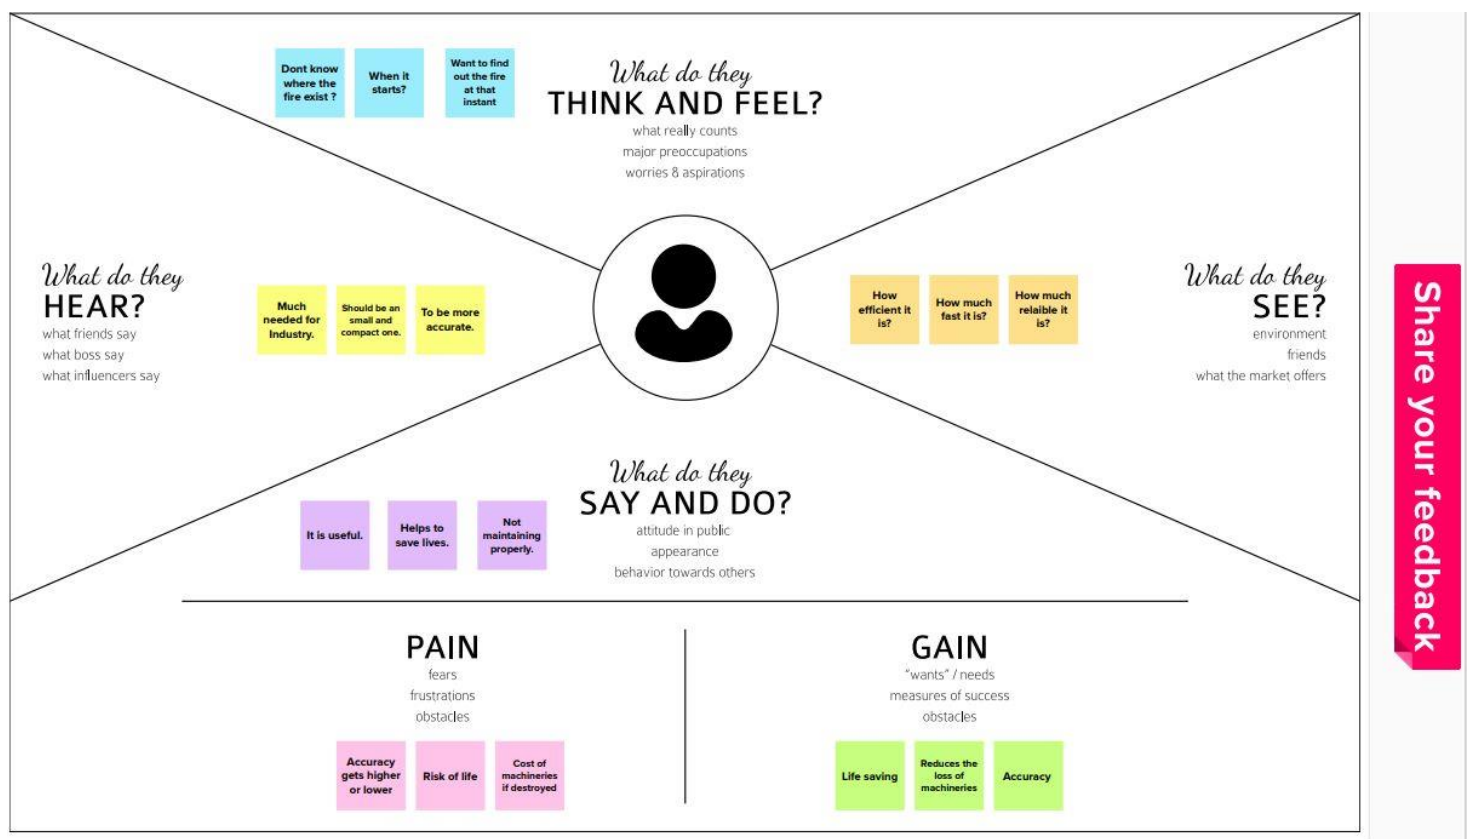 Dont know
where the
fire exist ?
When it
starts?
Want to find
out the fire
at that
instant
What do they
THINK AND FEEL?
what really counts
major preoccupations
worries & aspirations
What do they
HEAR?
what friends say
what boss say
what influencers say
Much
needed for
Industry.
Should be an
small and
compact one.
To be more
accurate.
How
efficient it
is?
How much
fast it is?
How much
relaible it
is?
What do they
SEE?
environment
friends
what the market offers
What do they
SAY AND DO?
attitude in public
appearance
behavior towards others
It is useful.
Helps to
save lives.
Not
maintaining
properly.
PAIN
fears
frustrations
obstacles
Accuracy
gets higher
or lower
Risk of life
Cost of
machineries
if destroyed
GAIN
"wants" / needs
measures of success
obstacles
Life saving
Reduces the
loss of
machineries
Accuracy
Share your feedback